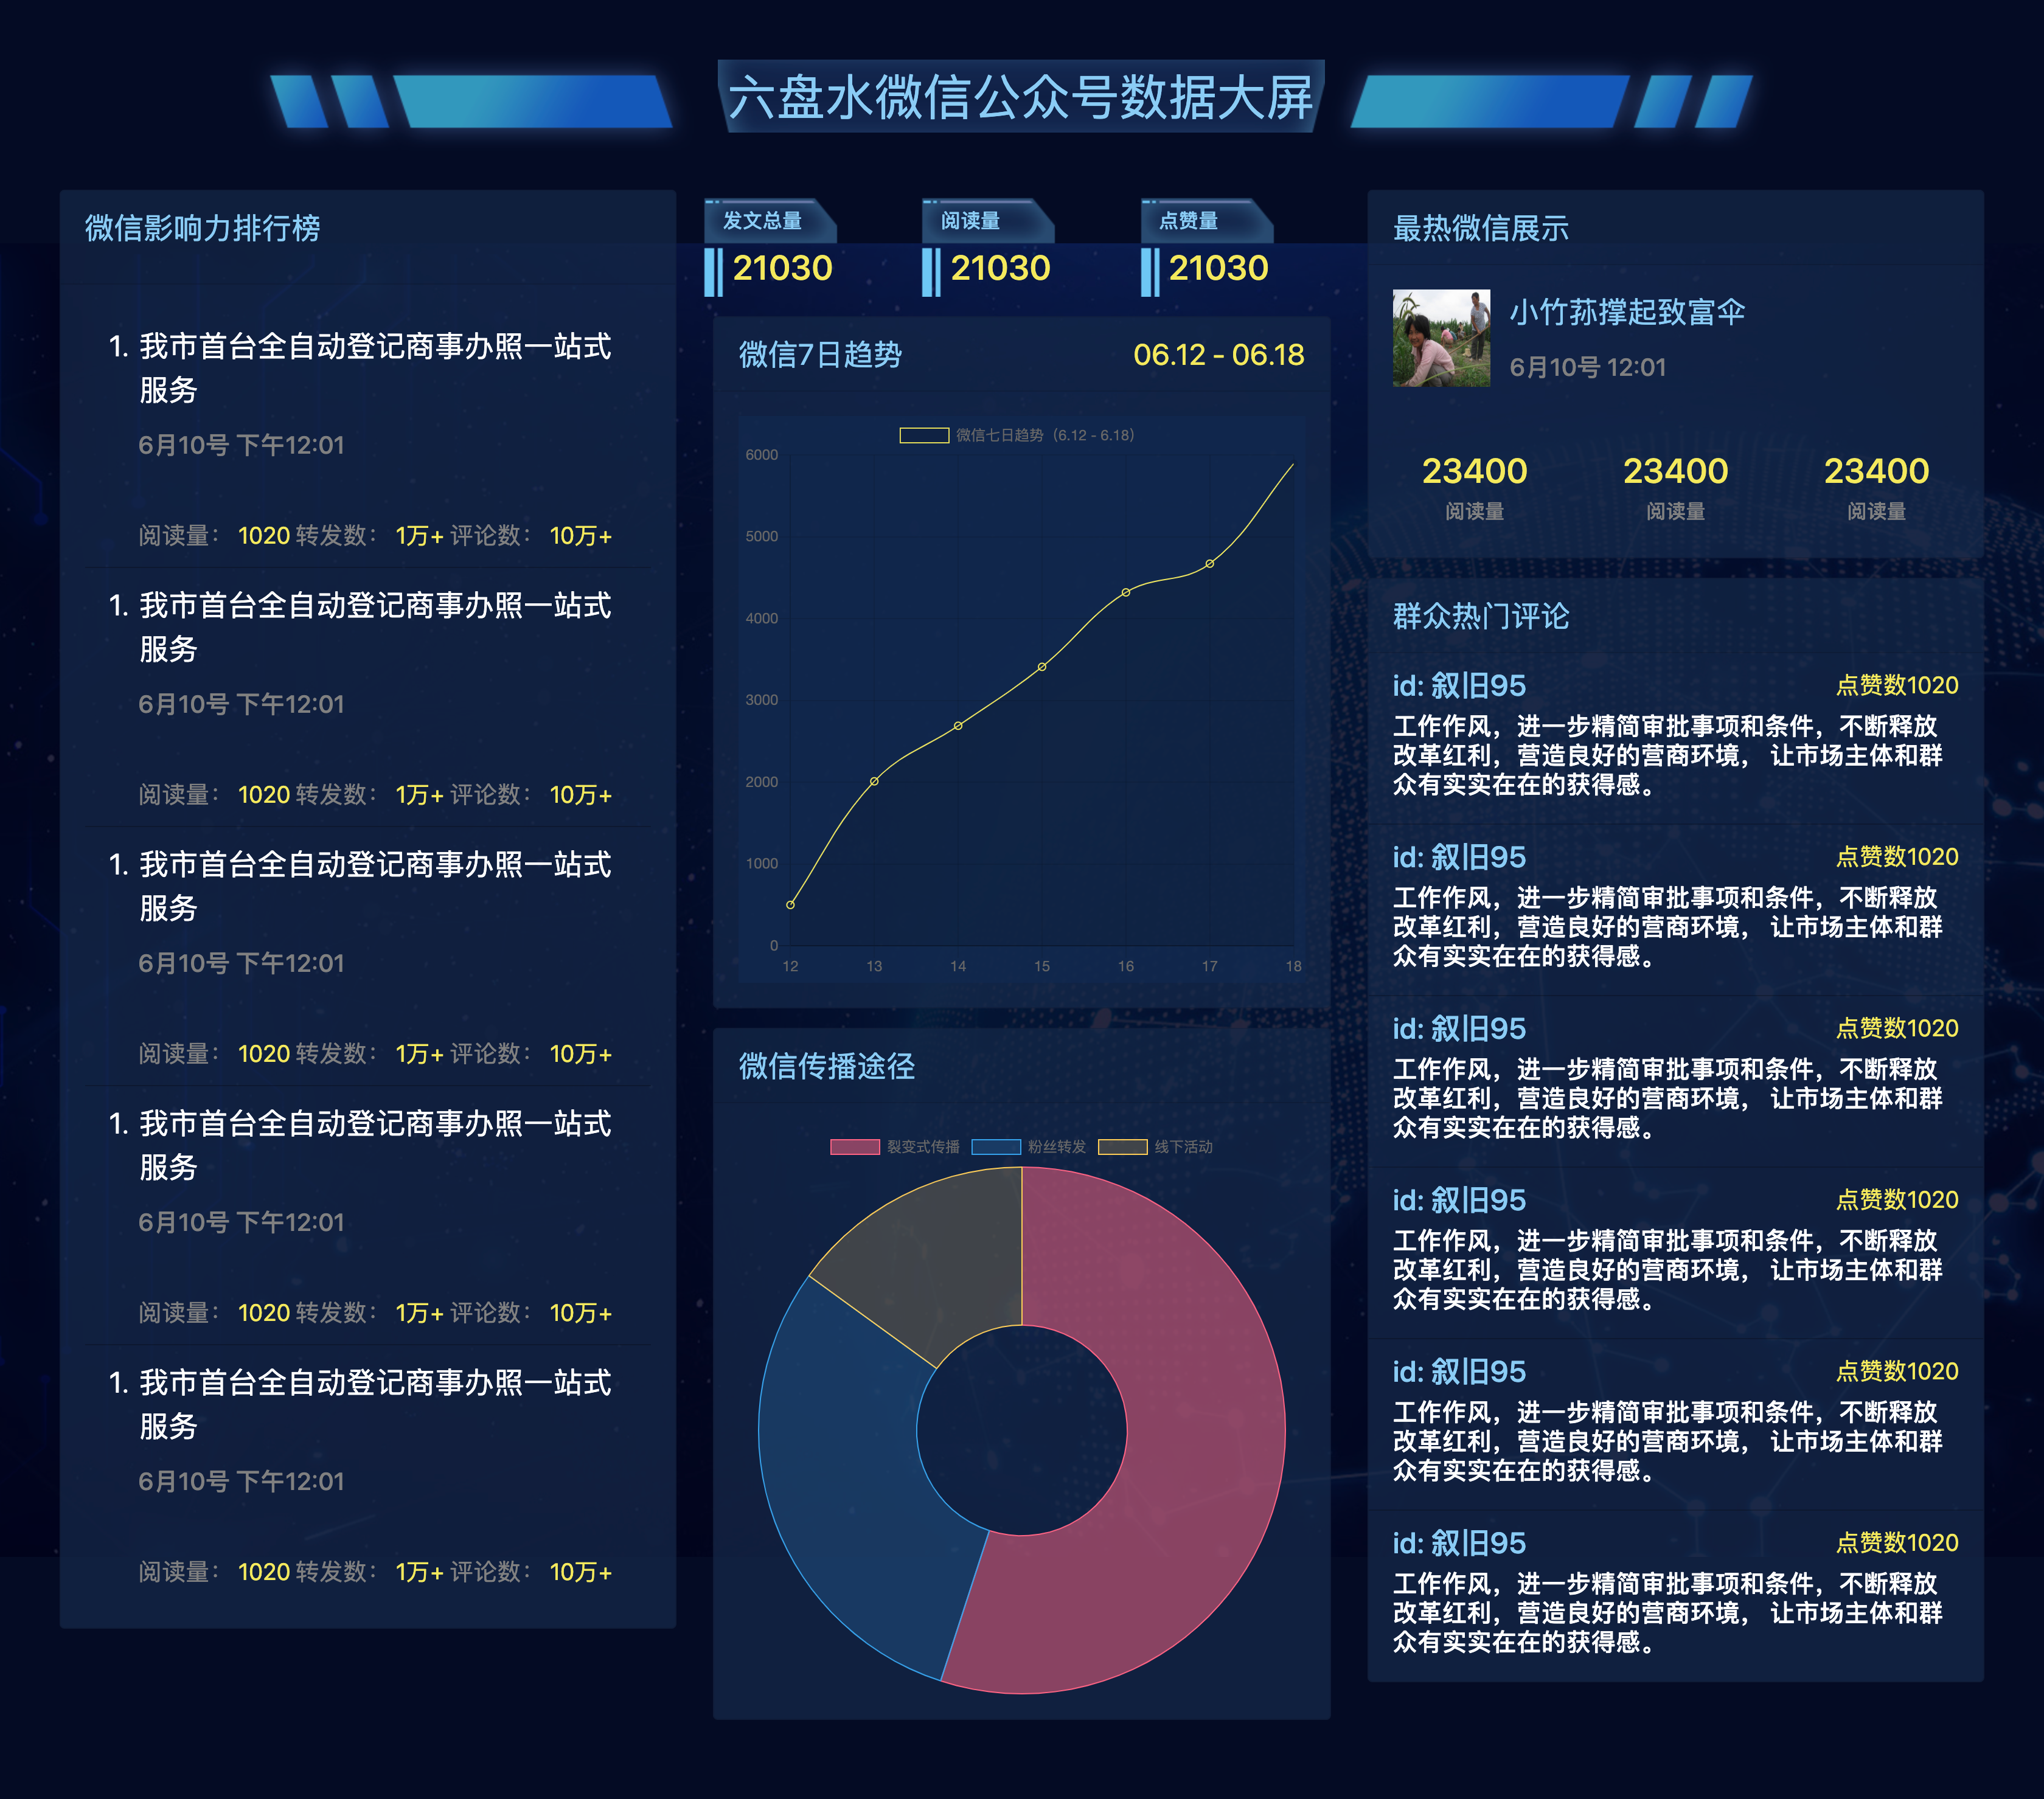 六盘水微信公众号数据大屏
微信影响力排行榜
1. 我市首台全自动登记商事办照一站式
服务
6月10号 下午12:01
阅读量： 1020 转发数： 1万+ 评论数： 10万+
1. 我市首台全自动登记商事办照一站式
服务
6月10号 下午12:01
阅读量： 1020 转发数： 1万+ 评论数： 10万+
1. 我市首台全自动登记商事办照一站式
服务
6月10号 下午12:01
阅读量： 1020 转发数： 1万+ 评论数： 10万+
1. 我市首台全自动登记商事办照一站式
服务
6月10号 下午12:01
阅读量： 1020 转发数： 1万+ 评论数： 10万+
1. 我市首台全自动登记商事办照一站式
服务
6月10号 下午12:01
阅读量： 1020 转发数： 1万+ 评论数： 10万+
发文总量 阅读量 点赞量
21030 21030 21030
微信7日趋势 06.12 - 06.18
微信七日趋势（6.12 - 6.18）
6000
5000
4000
3000
2000
1000
0
12 13 14 15 16 17 18
微信传播途径
裂变式传播 粉丝转发 线下活动
最热微信展示
小竹荪撑起致富伞
6月10号 12:01
23400 23400 23400
阅读量 阅读量 阅读量
群众热门评论
id: 叙旧95 点赞数1020
工作作风，进一步精简审批事项和条件，不断释放
改革红利，营造良好的营商环境， 让市场主体和群
众有实实在在的获得感。
id: 叙旧95 点赞数1020
工作作风，进一步精简审批事项和条件，不断释放
改革红利，营造良好的营商环境， 让市场主体和群
众有实实在在的获得感。
id: 叙旧95 点赞数1020
工作作风，进一步精简审批事项和条件，不断释放
改革红利，营造良好的营商环境， 让市场主体和群
众有实实在在的获得感。
id: 叙旧95 点赞数1020
工作作风，进一步精简审批事项和条件，不断释放
改革红利，营造良好的营商环境， 让市场主体和群
众有实实在在的获得感。
id: 叙旧95 点赞数1020
工作作风，进一步精简审批事项和条件，不断释放
改革红利，营造良好的营商环境， 让市场主体和群
众有实实在在的获得感。
id: 叙旧95 点赞数1020
工作作风，进一步精简审批事项和条件，不断释放
改革红利，营造良好的营商环境， 让市场主体和群
众有实实在在的获得感。